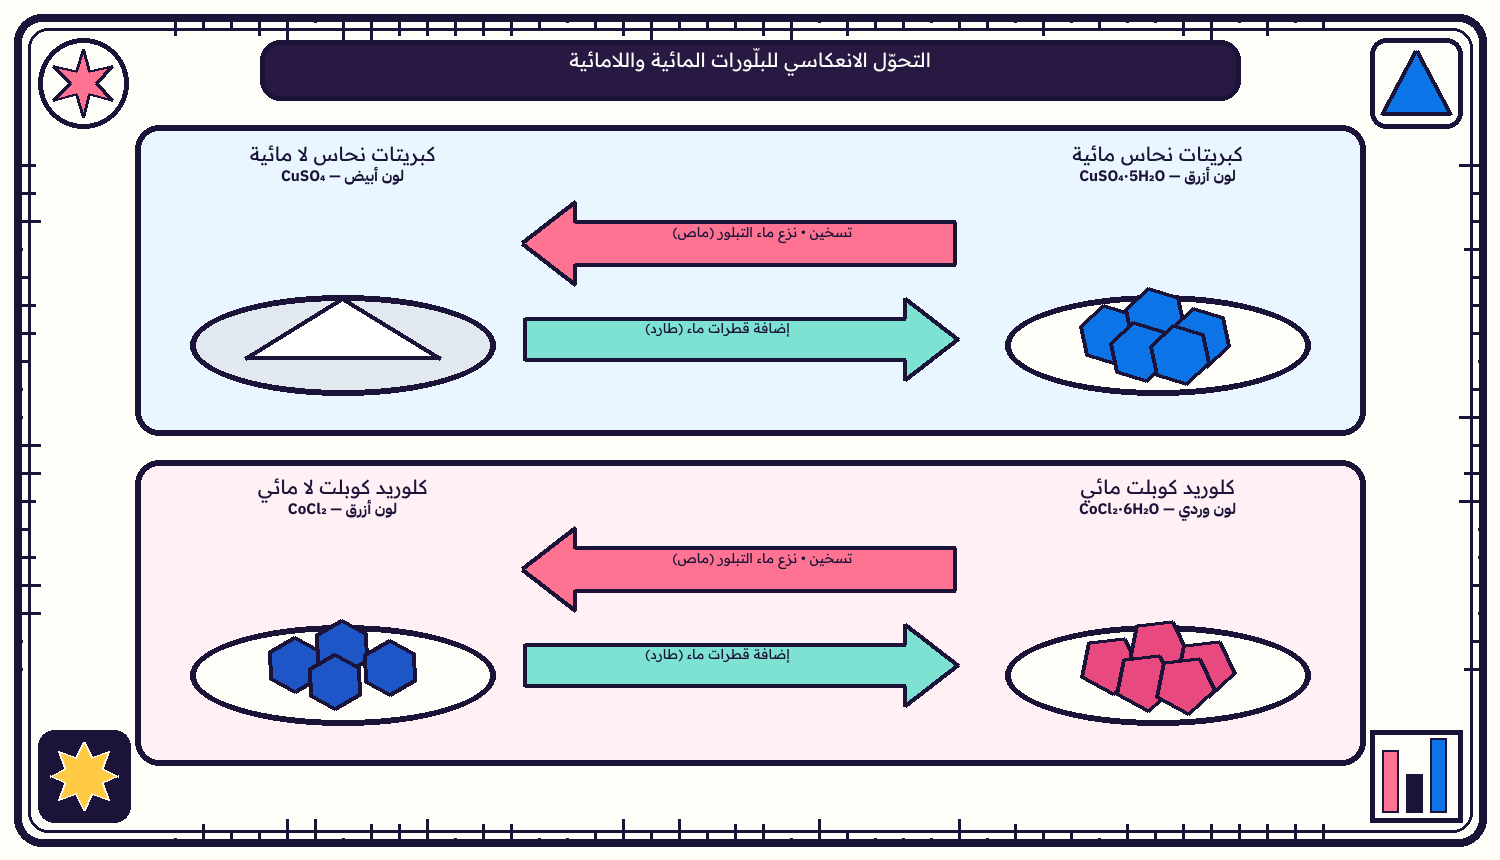 التحوّل الانعكاسي للبلّورات المائية واللامائية
كبريتات نحاس مائية
لون أزرق — CuSO₄·5H₂O
كبريتات نحاس لا مائية
لون أبيض — CuSO₄
تسخين • نزع ماء التبلور (ماص)
إضافة قطرات ماء (طارد)
كلوريد كوبلت مائي
لون وردي — CoCl₂·6H₂O
كلوريد كوبلت لا مائي
لون أزرق — CoCl₂
تسخين • نزع ماء التبلور (ماص)
إضافة قطرات ماء (طارد)